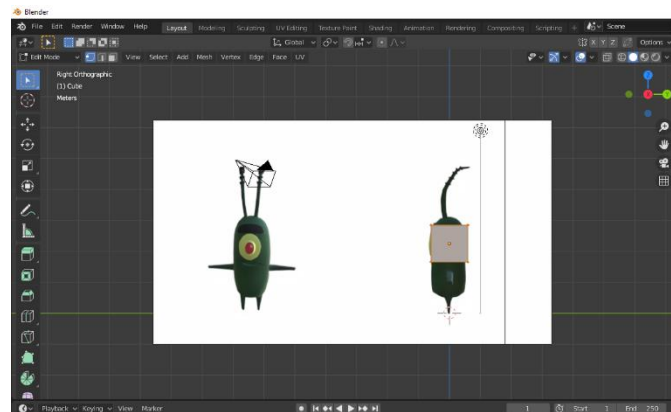 Blender
File Edit Render Window Help Layout Modeling Sculpting UV Editing Texture Paint Shading Animation Rendering Compositing Scripting + Scene
Global X Y Z Options
Edit Mode View Select Add Mesh Vertex Edge Face UV
Right Orthographic
(1) Cube
Meters
Playback Keying View Marker 1 Start 1 End 250